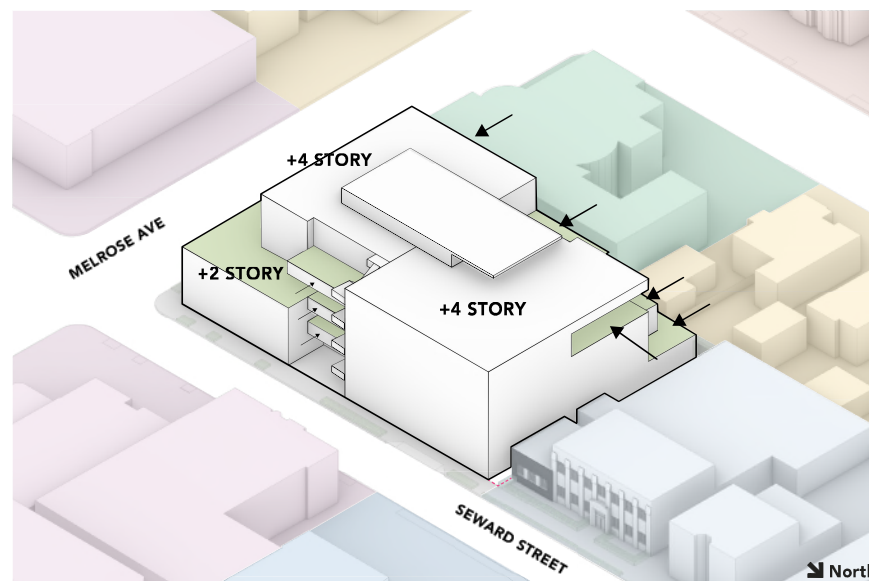 +4 STORY
MELROSE AVE
+2 STORY
+4 STORY
SEWARD STREET
North